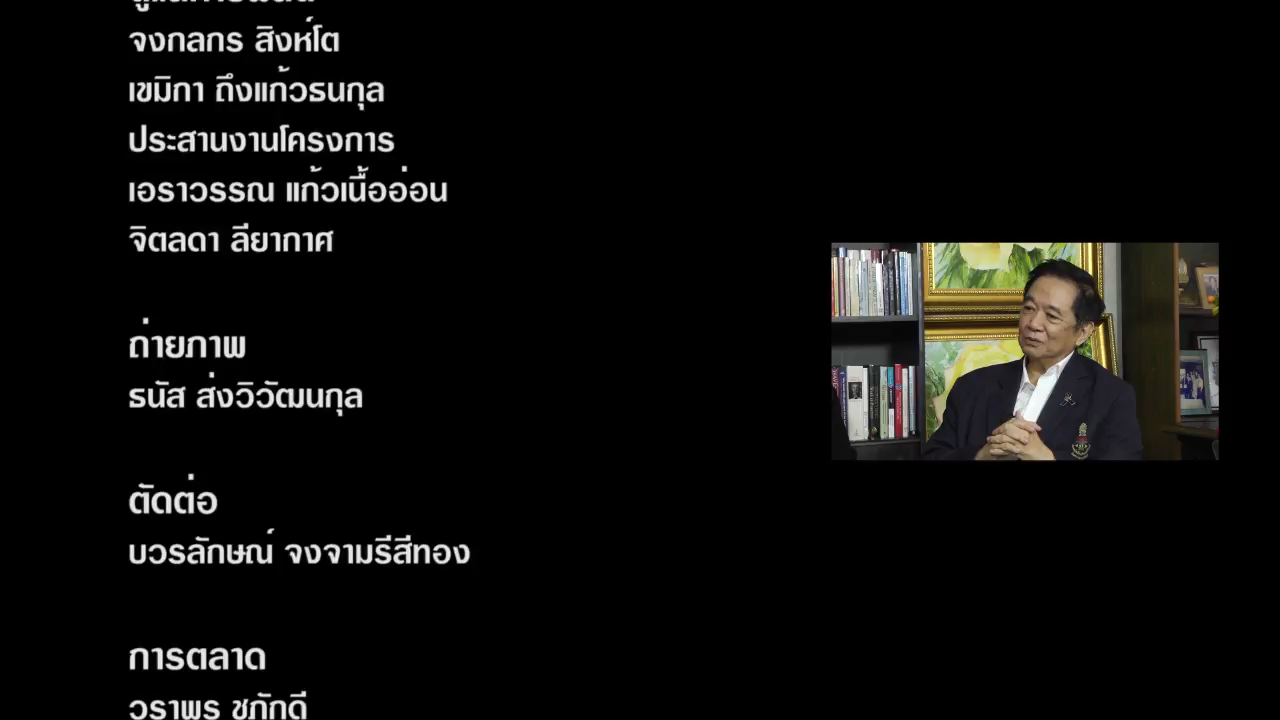 จงกลกร สิงห์โต
เขมิกา ถึงแก้วธนกุล
ประสานงานโครงการ
เอราวรรณ แก้วเนื้ออ่อน
จิตลดา ลียากาศ
ถ่ายภาพ
ธนัส ส่งวิวัฒนกุล
ตัดต่อ
บวรลักษณ์ จงจามรีสีทอง
การตลาด
วราพร ชูภักดี